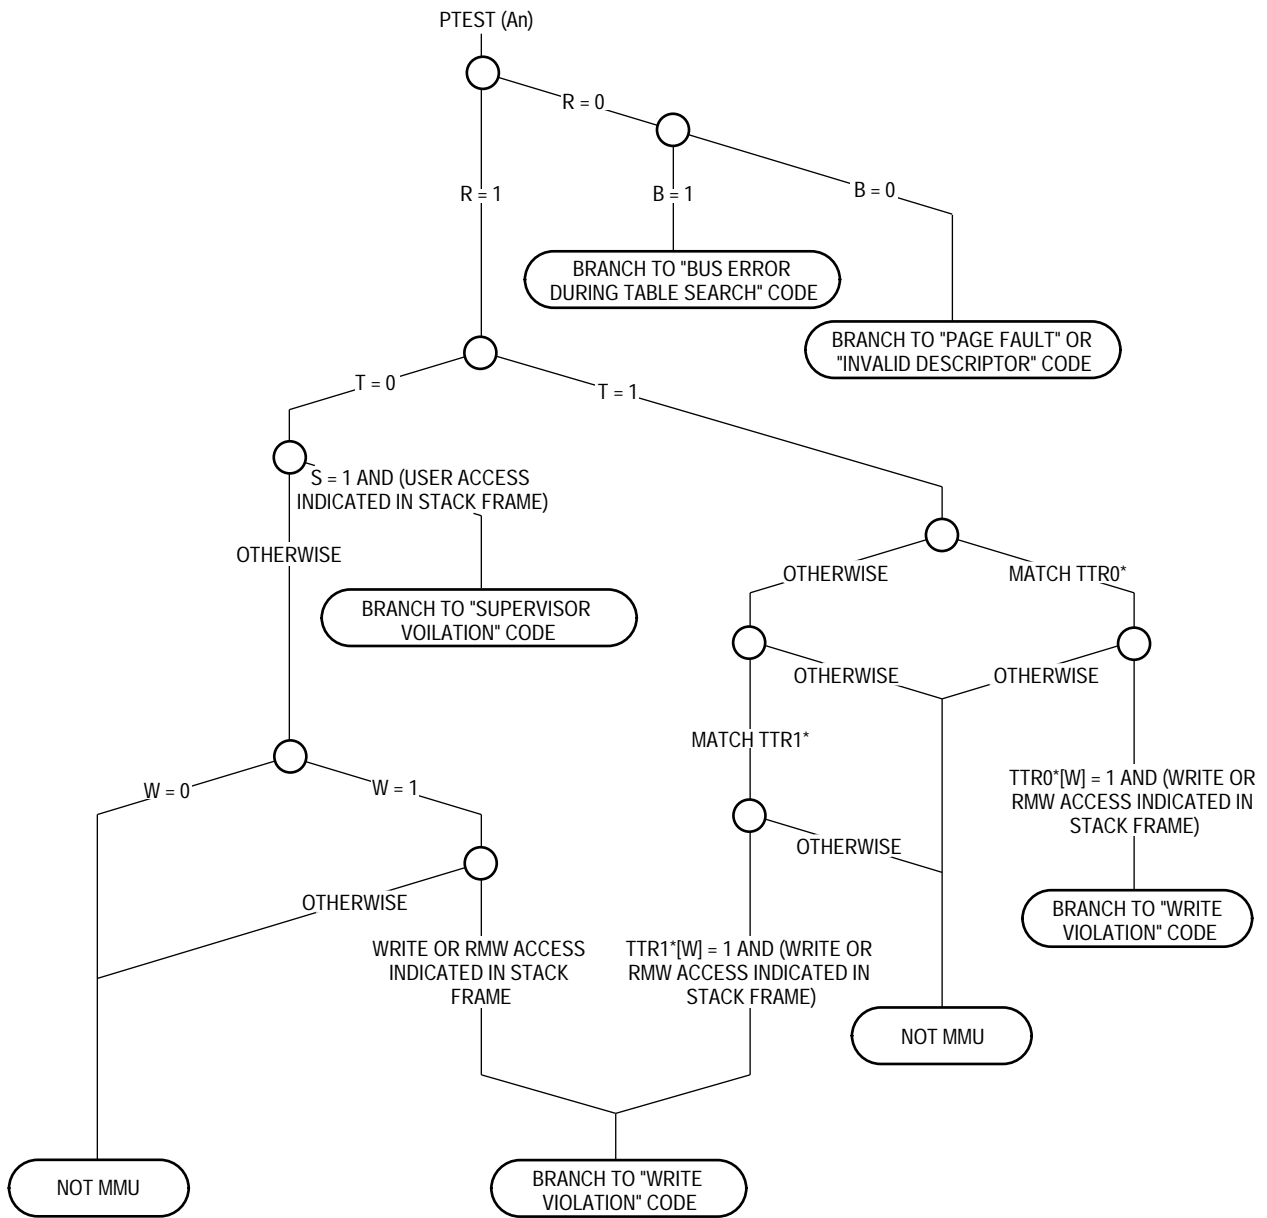 PTEST (An)
R = 0
R = 1
B = 1
B = 0
BRANCH TO "BUS ERROR
DURING TABLE SEARCH" CODE
BRANCH TO "PAGE FAULT" OR
"INVALID DESCRIPTOR" CODE
T = 0
T = 1
S = 1 AND (USER ACCESS
INDICATED IN STACK FRAME)
OTHERWISE
BRANCH TO "SUPERVISOR
VOILATION" CODE
OTHERWISE
MATCH TTR0*
OTHERWISE
OTHERWISE
MATCH TTR1*
TTR0*[W] = 1 AND (WRITE OR
RMW ACCESS INDICATED IN
STACK FRAME)
W = 0
W = 1
OTHERWISE
OTHERWISE
BRANCH TO "WRITE
VIOLATION" CODE
WRITE OR RMW ACCESS
INDICATED IN STACK
FRAME
TTR1*[W] = 1 AND (WRITE OR
RMW ACCESS INDICATED IN
STACK FRAME)
NOT MMU
NOT MMU
BRANCH TO "WRITE
VIOLATION" CODE